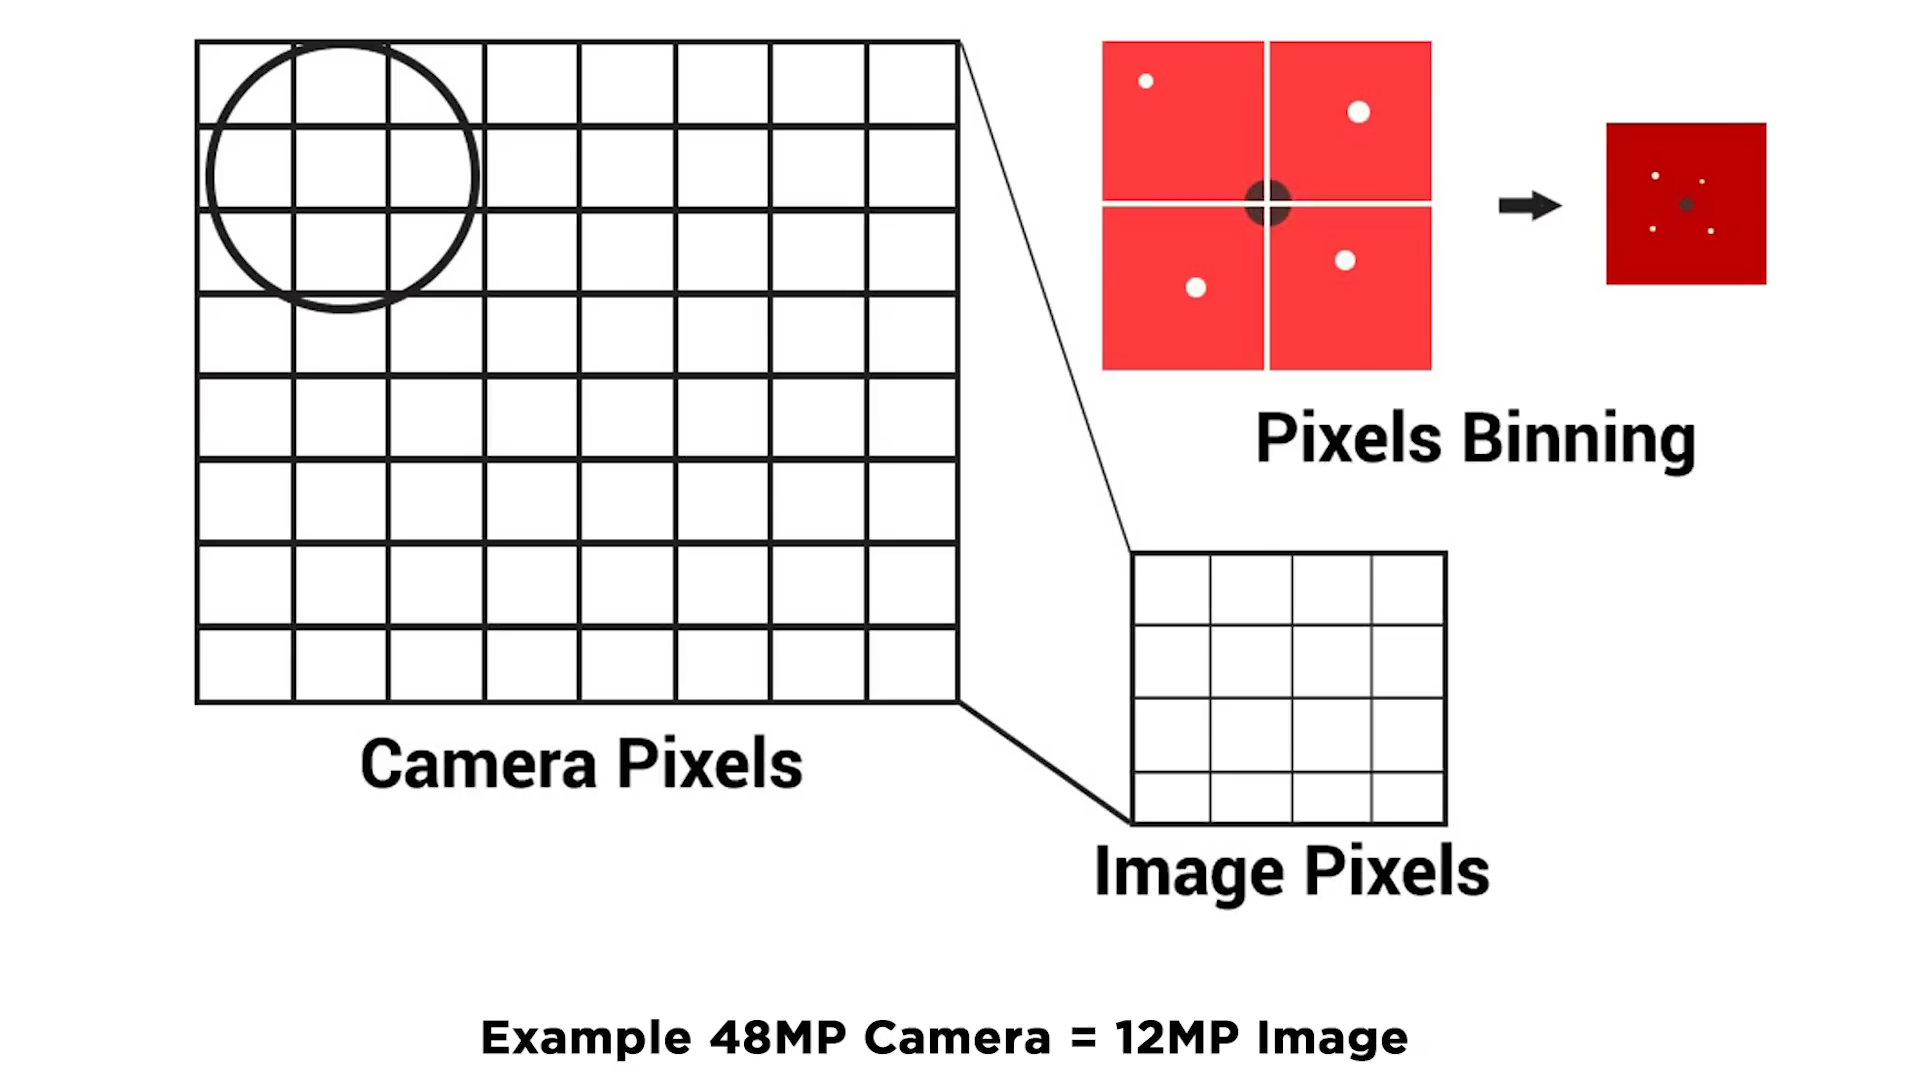 Pixels Binning
Camera Pixels
Image Pixels
Example 48MP Camera = 12MP Image